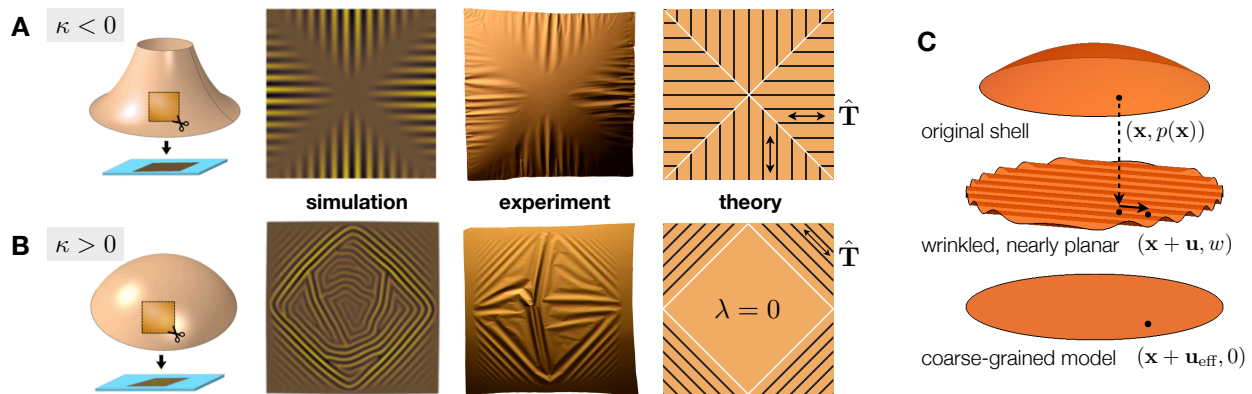 A
κ < 0
T̂
simulation
experiment
theory
B
κ > 0
T̂
λ = 0
C
original shell
(x, p(x))
wrinkled, nearly planar (x + u, w)
coarse-grained model (x + u_eff, 0)